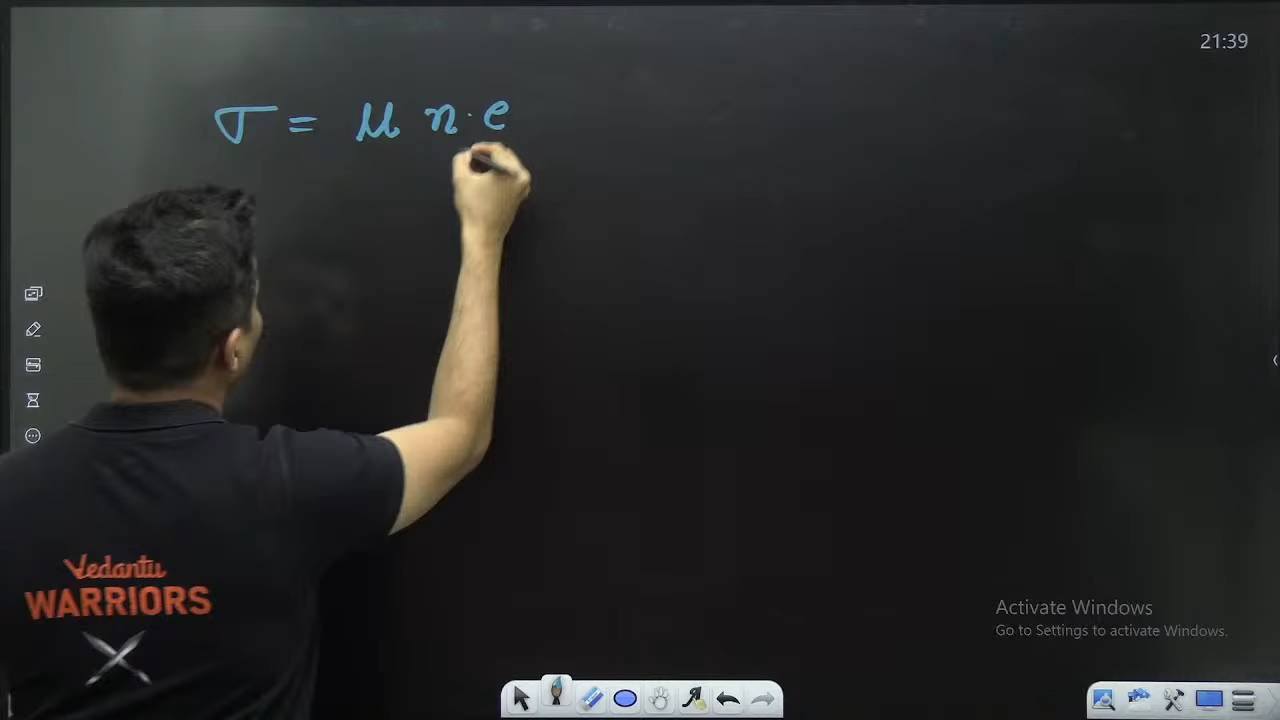 21:39
σ = μ n·e
Vedantu
WARRIORS
Activate Windows
Go to Settings to activate Windows.